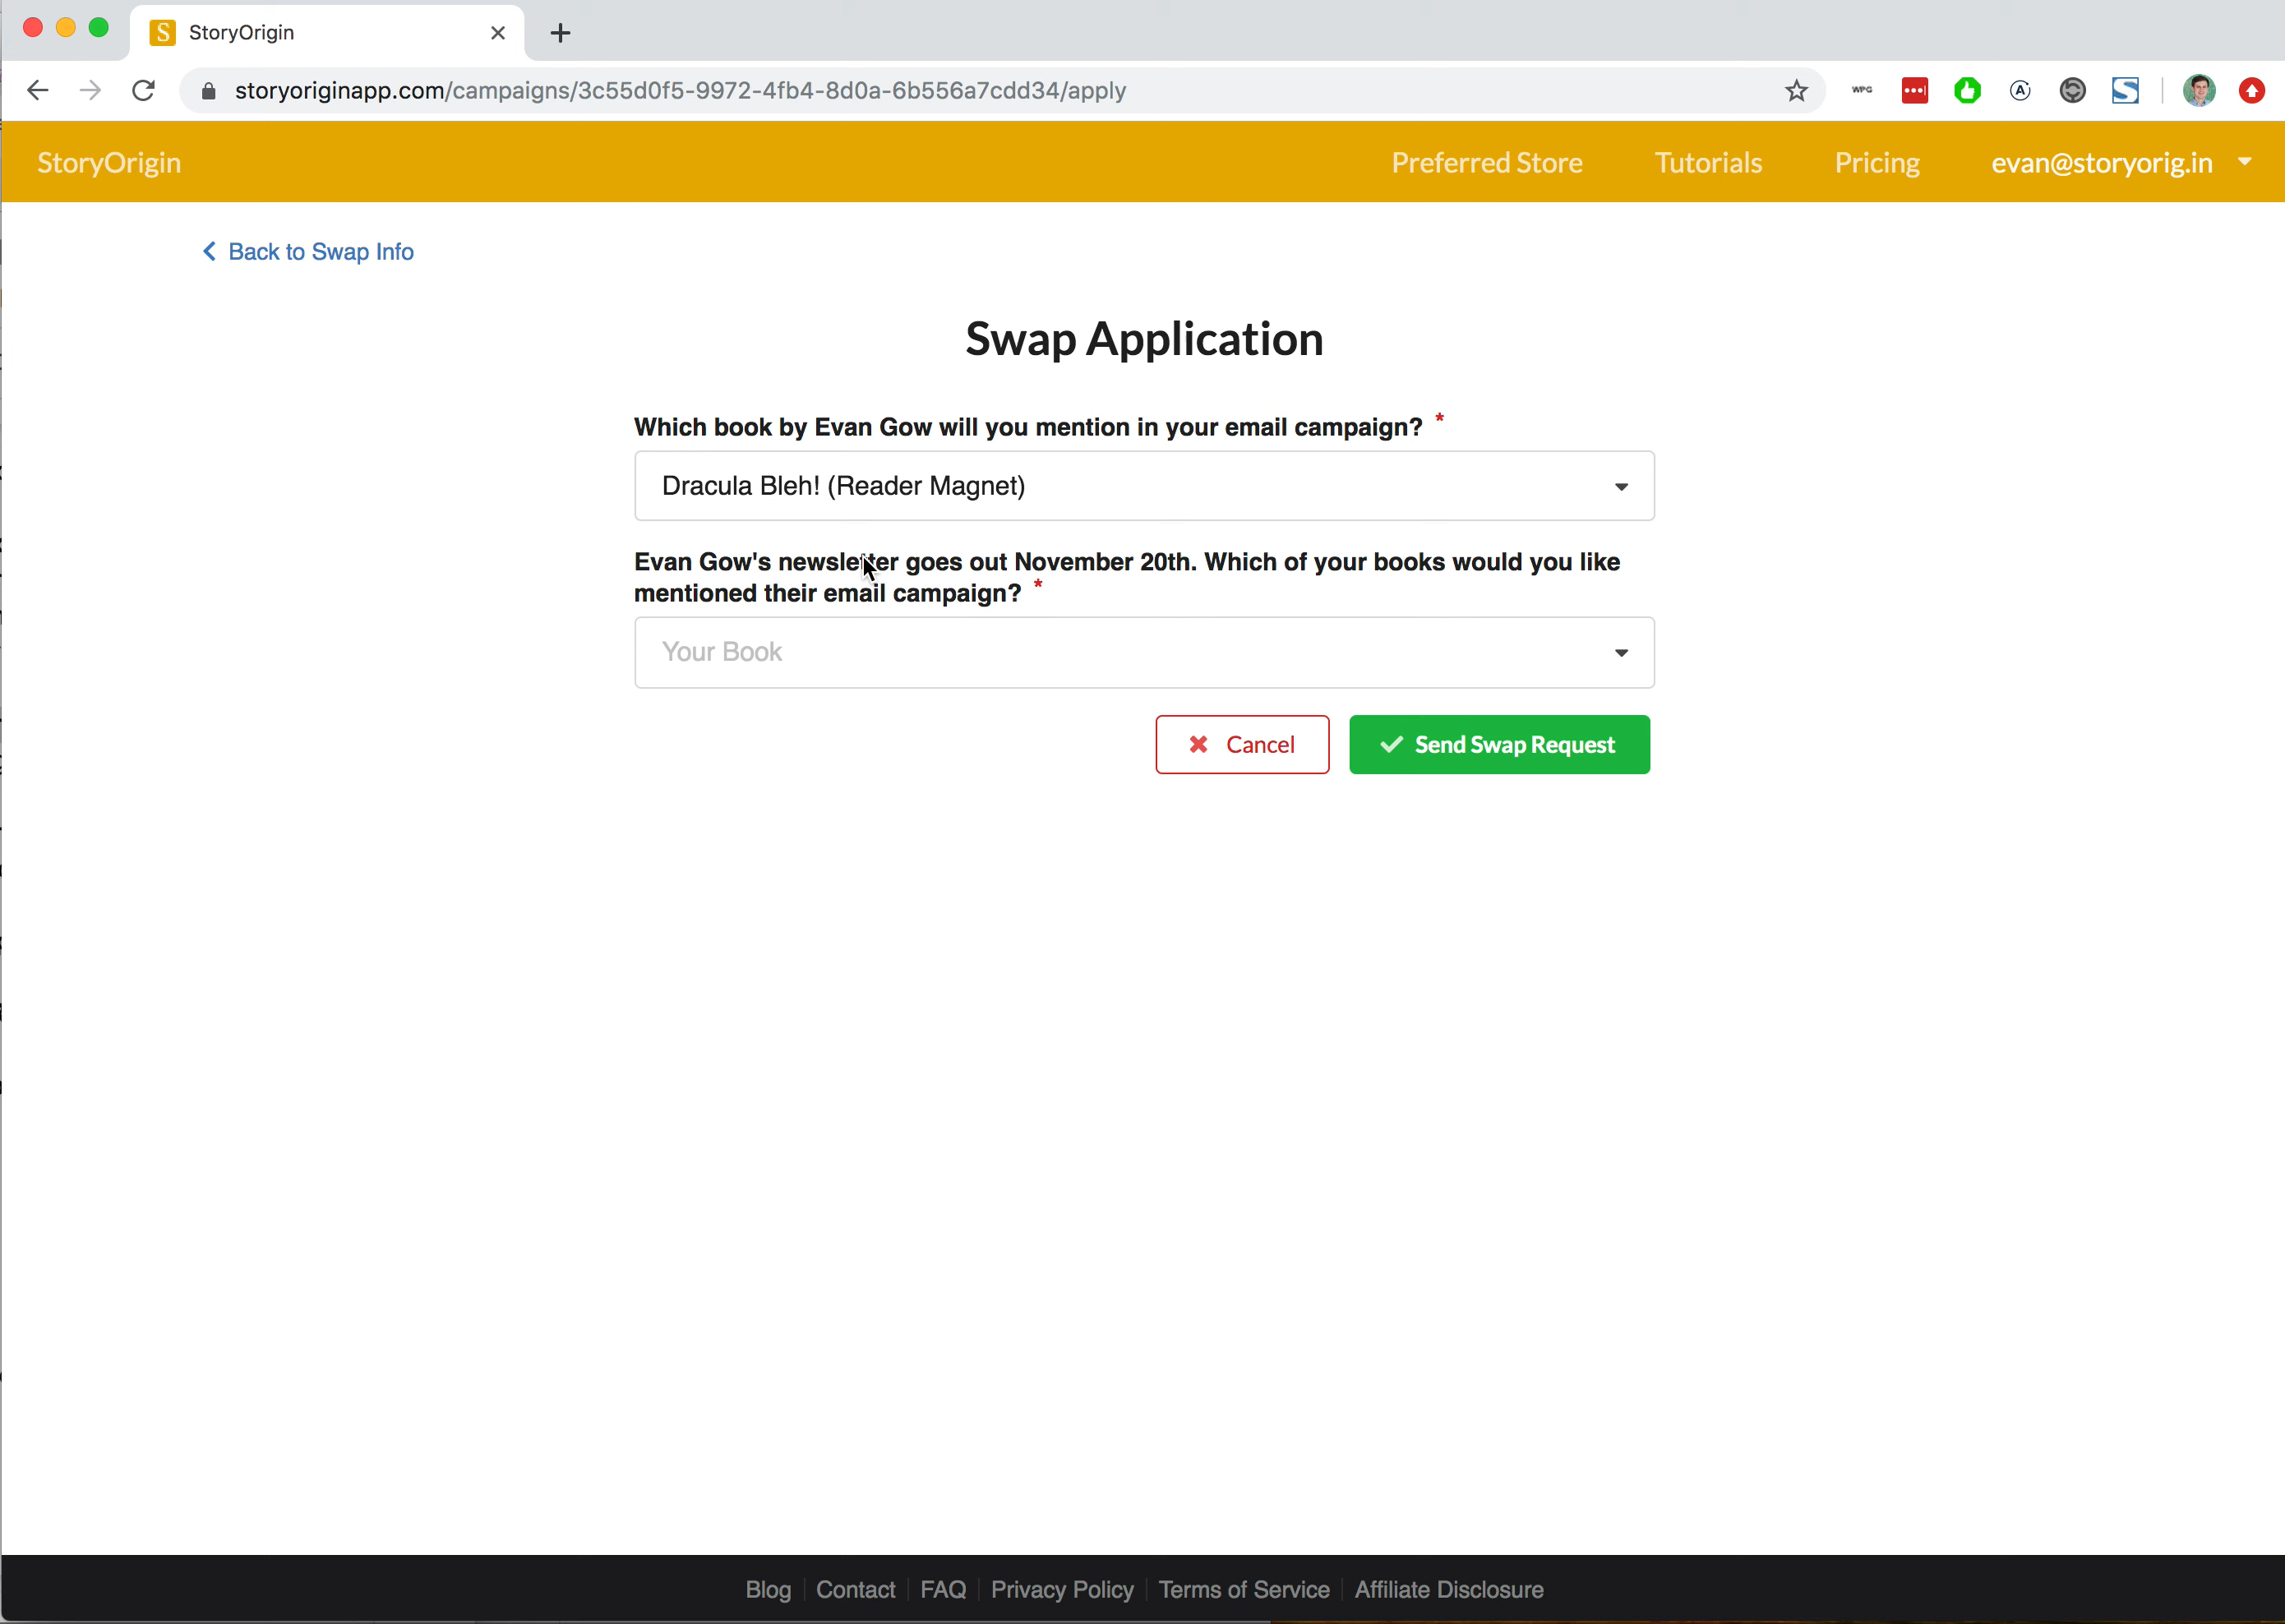 StoryOrigin
storyoriginapp.com/campaigns/3c55d0f5-9972-4fb4-8d0a-6b556a7cdd34/apply
WPG
StoryOrigin Preferred Store Tutorials Pricing evan@storyorig.in
Back to Swap Info
Swap Application
Which book by Evan Gow will you mention in your email campaign? *
Dracula Bleh! (Reader Magnet)
Evan Gow's newsletter goes out November 20th. Which of your books would you like
mentioned their email campaign? *
Your Book
Cancel Send Swap Request
Blog Contact FAQ Privacy Policy Terms of Service Affiliate Disclosure